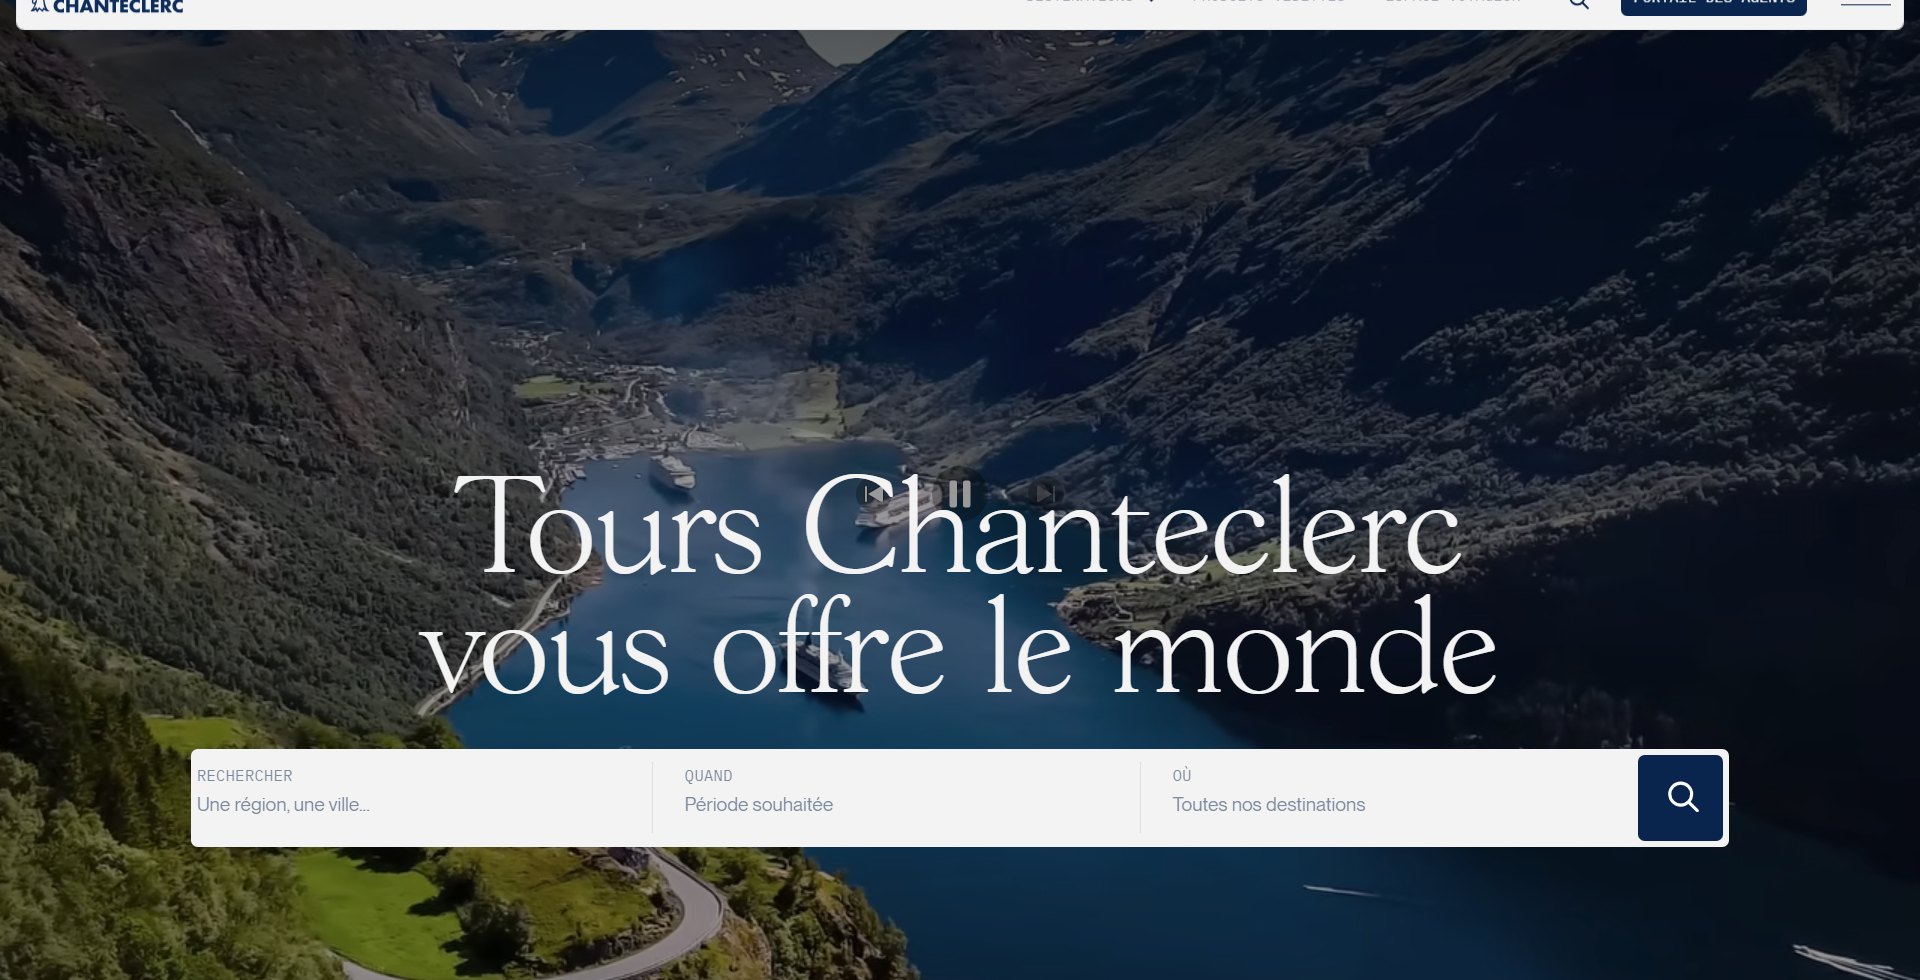 CHANTECLERC
PORTAIL DES AGENTS
Tours Chanteclerc
vous offre le monde
RECHERCHER
Une région, une ville...
QUAND
Période souhaitée
OÙ
Toutes nos destinations